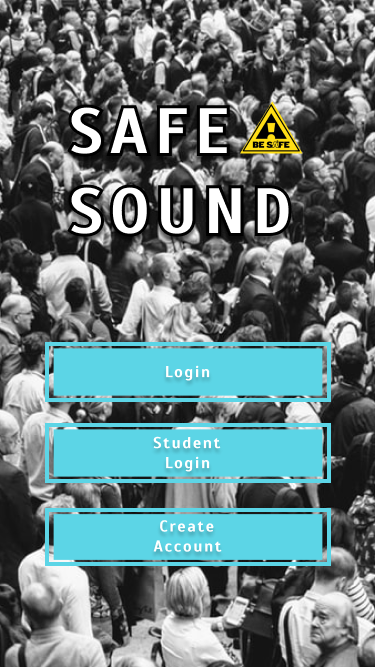 SAFE
BE SAFE
SOUND
Login
Student
Login
Create
Account